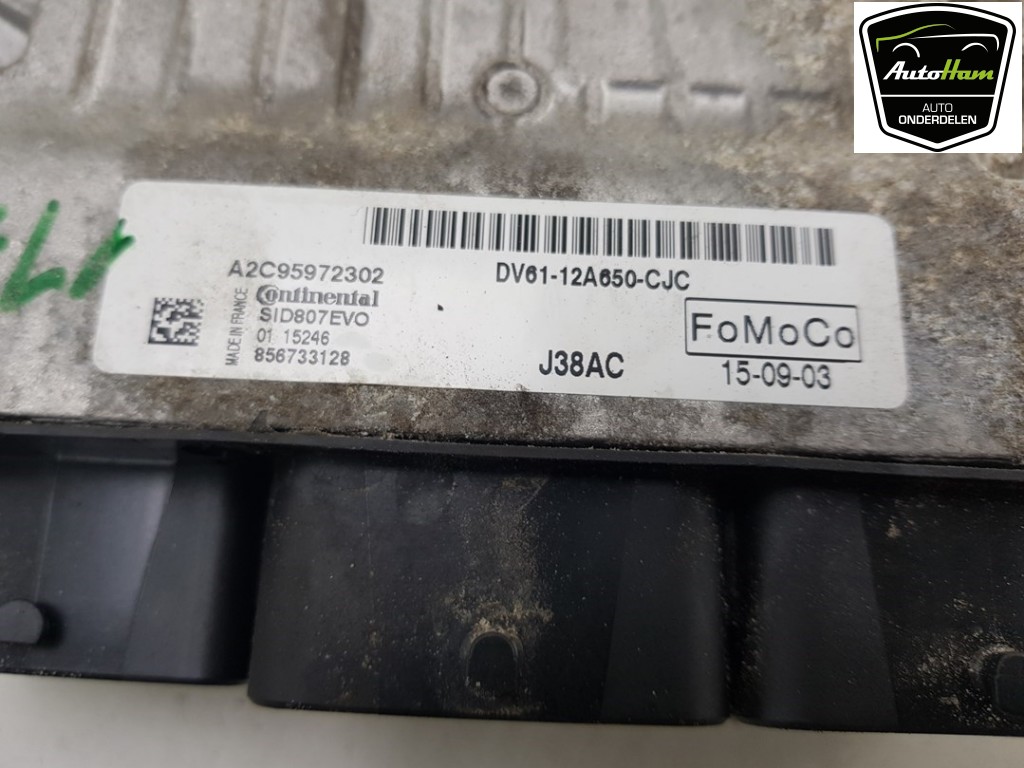 AutoHam
AUTO
ONDERDELEN
A2C95972302
DV61-12A650-CJC
Continental
SID807EVO
MADE IN FRANCE
01 15246
856733128
J38AC
FoMoCo
15-09-03